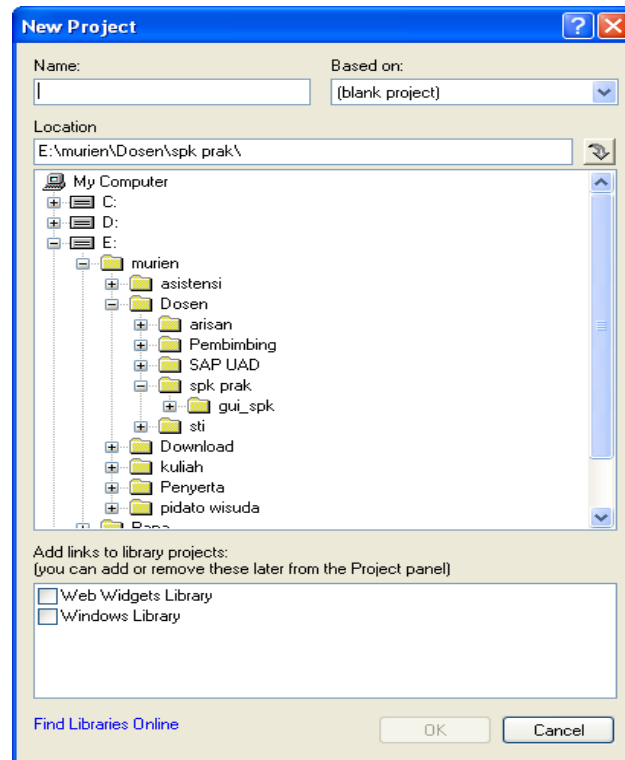 New Project
Name:
Based on:
(blank project)
Location
E:\murien\Dosen\spk prak\
My Computer
C:
D:
E:
murien
asistensi
Dosen
arisan
Pembimbing
SAP UAD
spk prak
gui_spk
sti
Download
kuliah
Penyerta
pidato wisuda
Add links to library projects:
(you can add or remove these later from the Project panel)
Web Widgets Library
Windows Library
Find Libraries Online
OK
Cancel